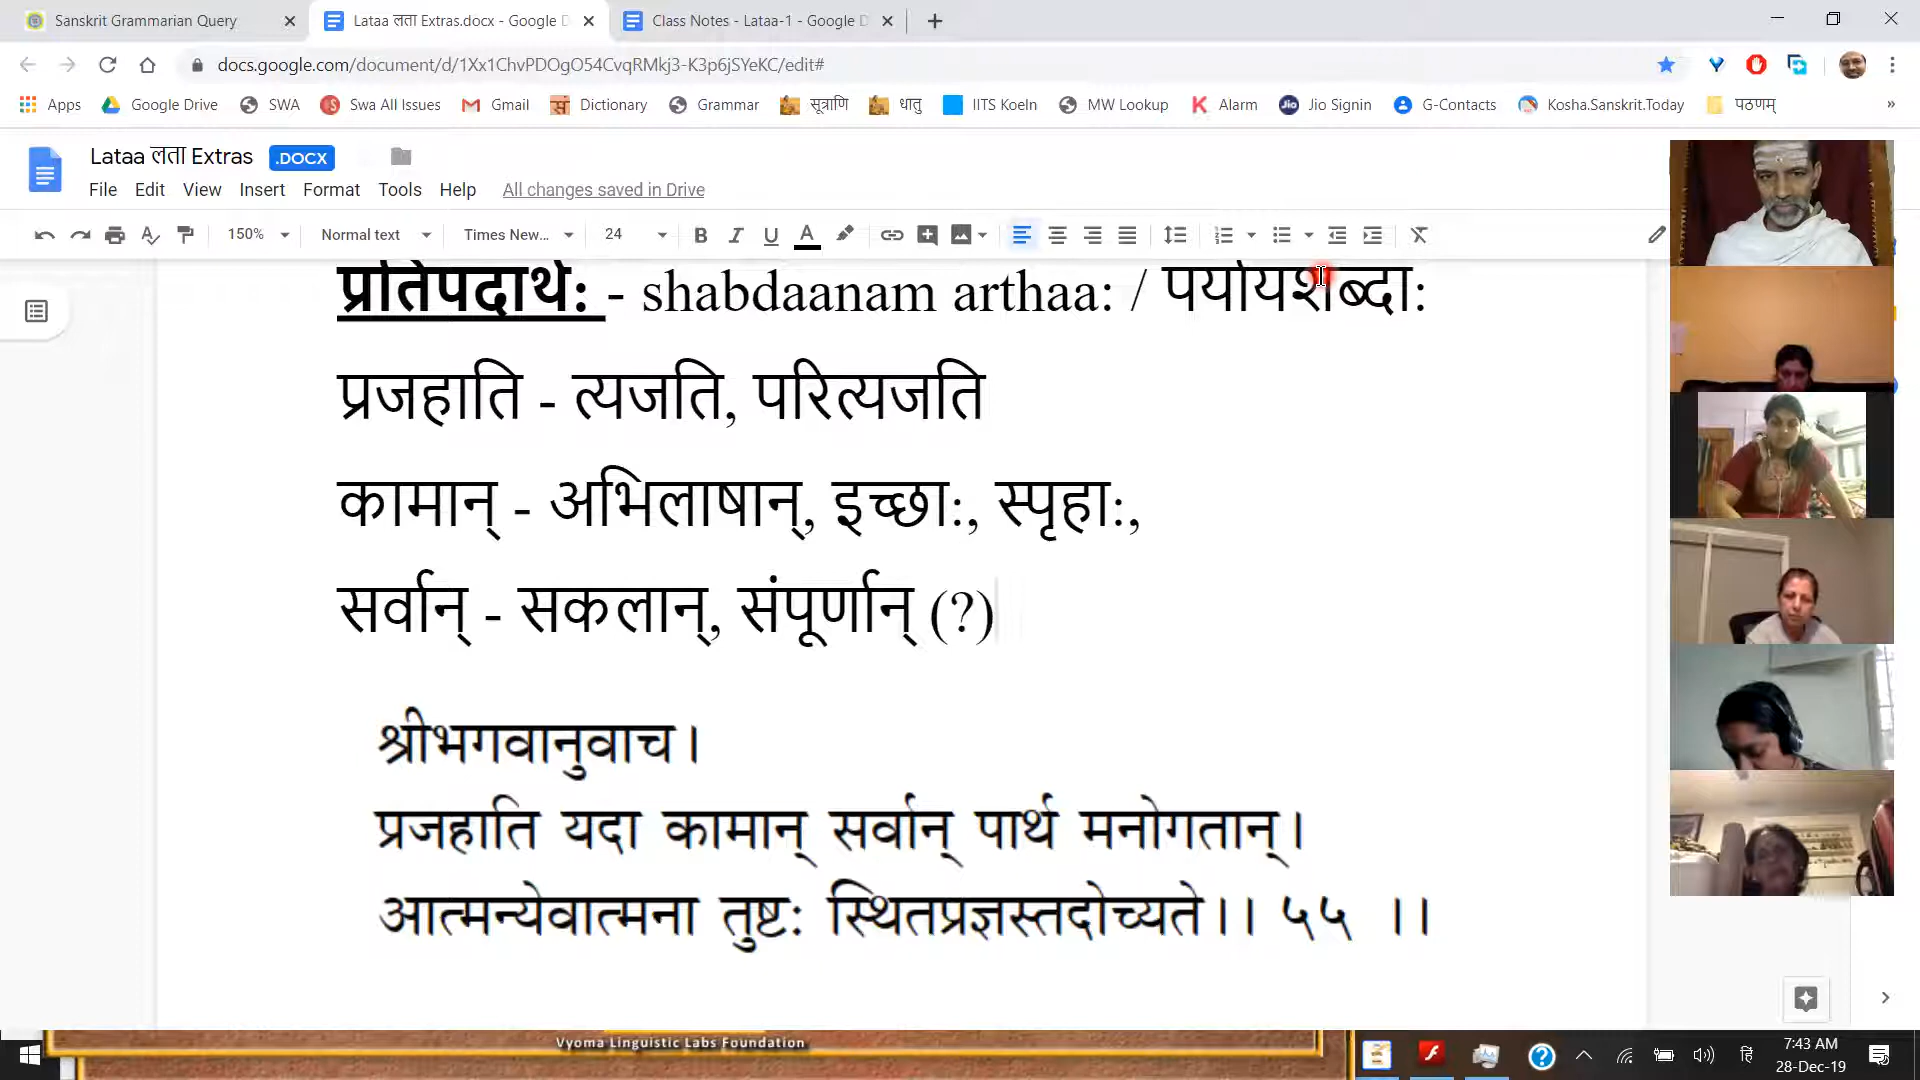 Sanskrit Grammarian Query
Lataa लता Extras.docx - Google D
Class Notes - Lataa-1 - Google D
docs.google.com/document/d/1Xx1ChvPDOgO54CvqRMkj3-K3p6jSYeKC/edit#
Apps Google Drive SWA Swa All Issues Gmail Dictionary Grammar सूत्राणि धातु IITS Koeln MW Lookup Alarm Jio Signin G-Contacts Kosha.Sanskrit.Today पठणम् »
Lataa लता Extras .DOCX
File Edit View Insert Format Tools Help All changes saved in Drive
150% Normal text Times New... 24 B I U A
प्रतिपदार्थः - shabdaanam arthaa: / पर्यायशब्दाः
प्रजहाति - त्यजति, परित्यजति
कामान् - अभिलाषान्, इच्छाः, स्पृहाः,
सर्वान् - सकलान्, संपूर्णान् (?)
श्रीभगवानुवाच।
प्रजहाति यदा कामान् सर्वान् पार्थ मनोगतान्।
आत्मन्येवात्मना तुष्टः स्थितप्रज्ञस्तदोच्यते।। ५५ ।।
Vyoma Linguistic Labs Foundation
हि
7:43 AM
28-Dec-19